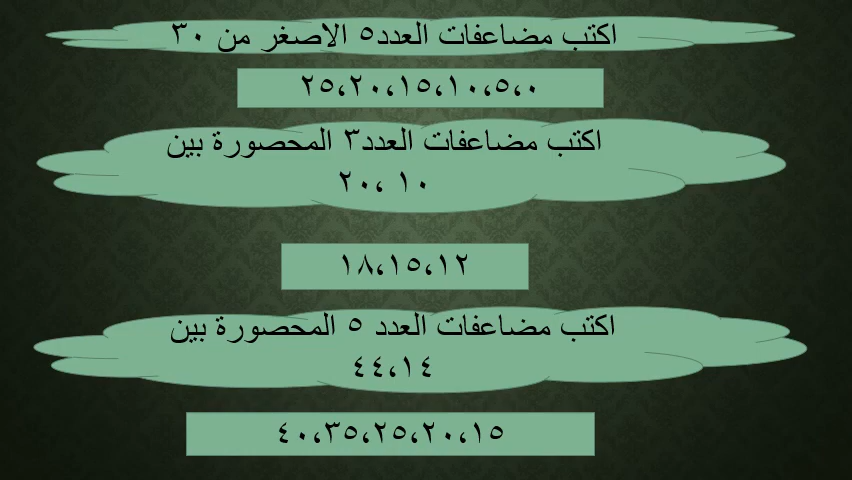 اكتب مضاعفات العدد٥ الاصغر من ٣٠
٠،٥،١٠،١٥،٢٠،٢٥
اكتب مضاعفات العدد٣ المحصورة بين
١٠ ،٢٠
١٢،١٥،١٨
اكتب مضاعفات العدد ٥ المحصورة بين
١٤،٤٤
١٥،٢٠،٢٥،٣٥،٤٠